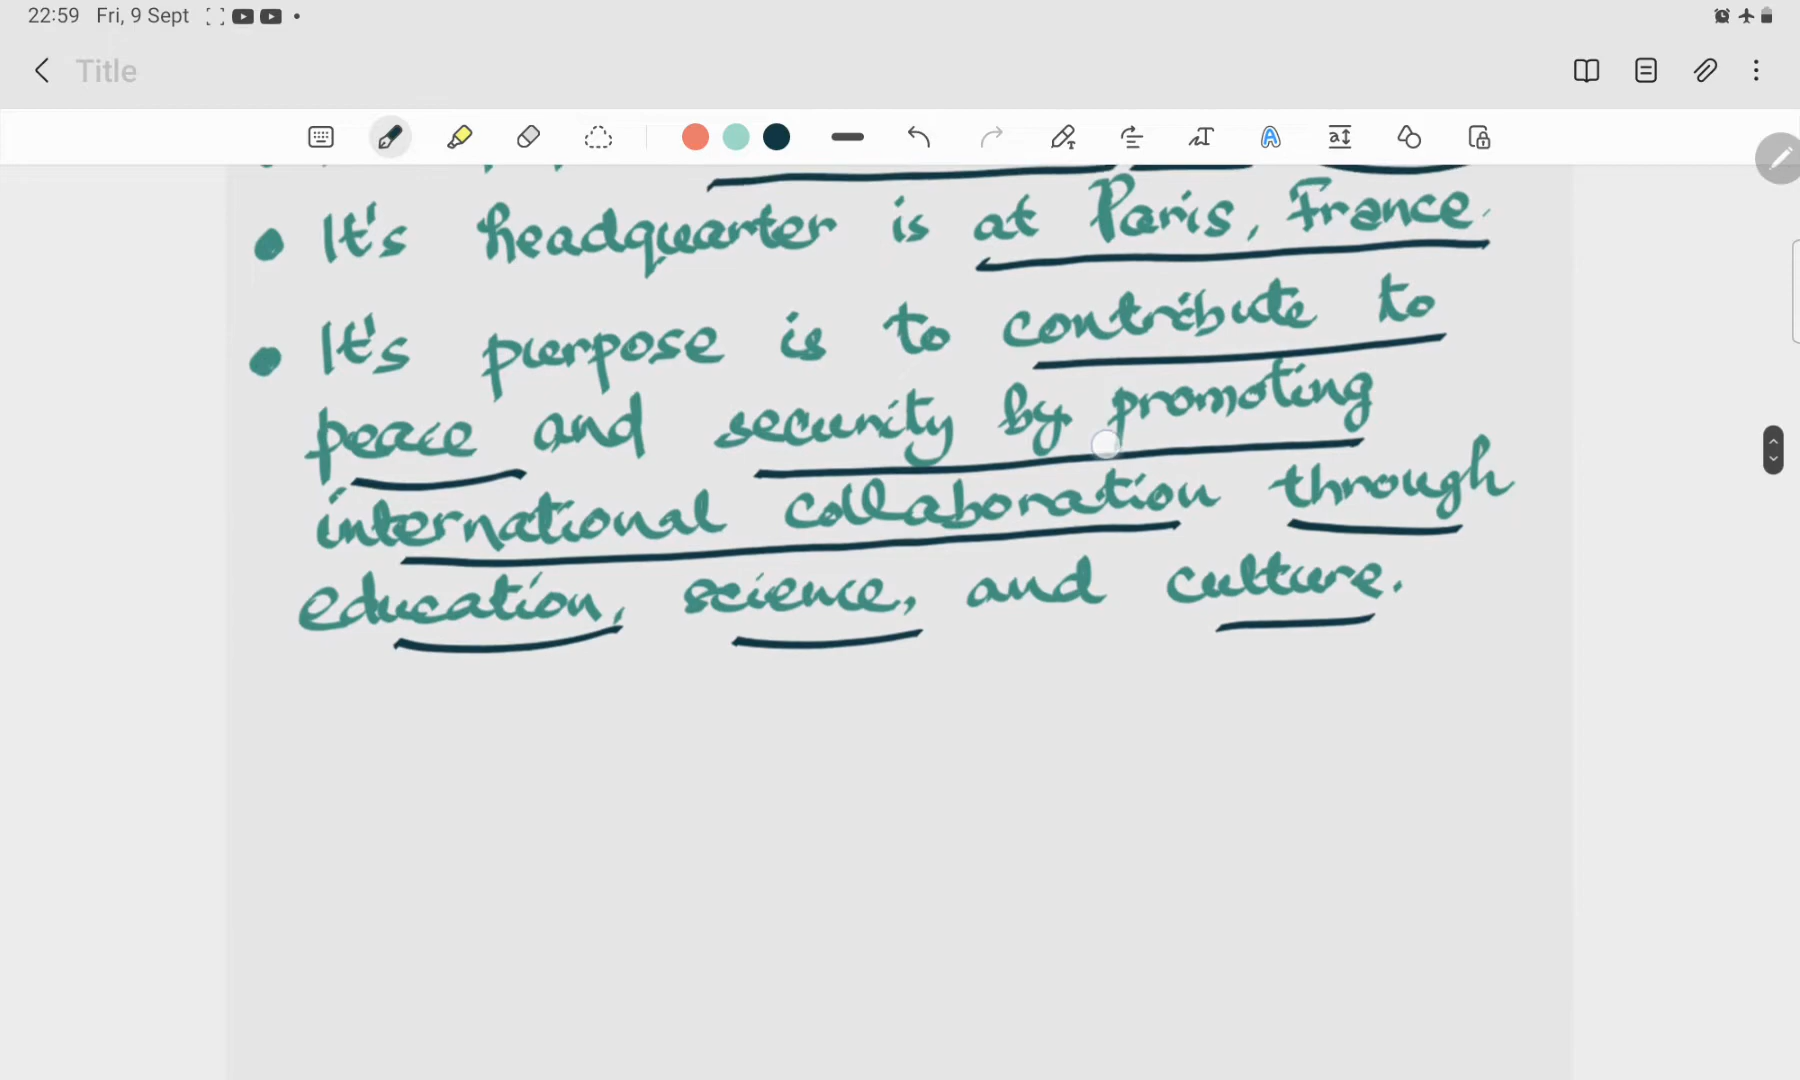 22:59 Fri, 9 Sept
Title
• It's headquarter is at Paris, France.
• It's purpose is to contribute to
peace and security by promoting
international collaboration through
education, science, and culture.